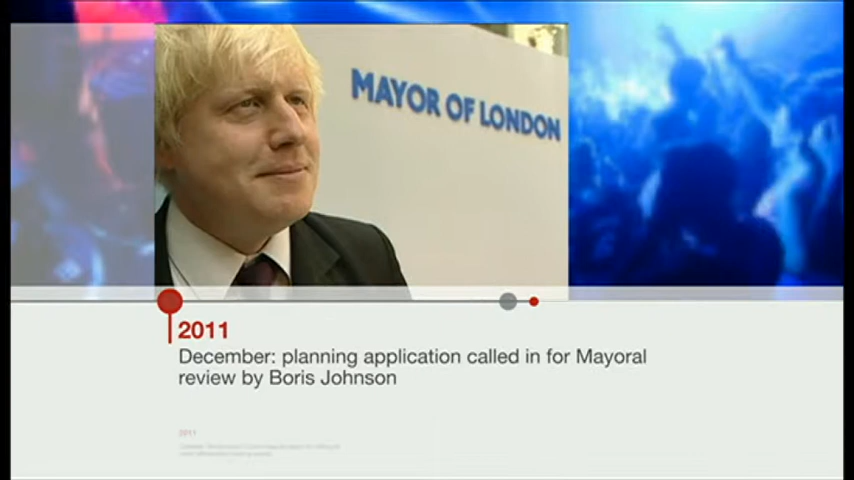 MAYOR OF LONDON
2011
December: planning application called in for Mayoral
review by Boris Johnson
2011